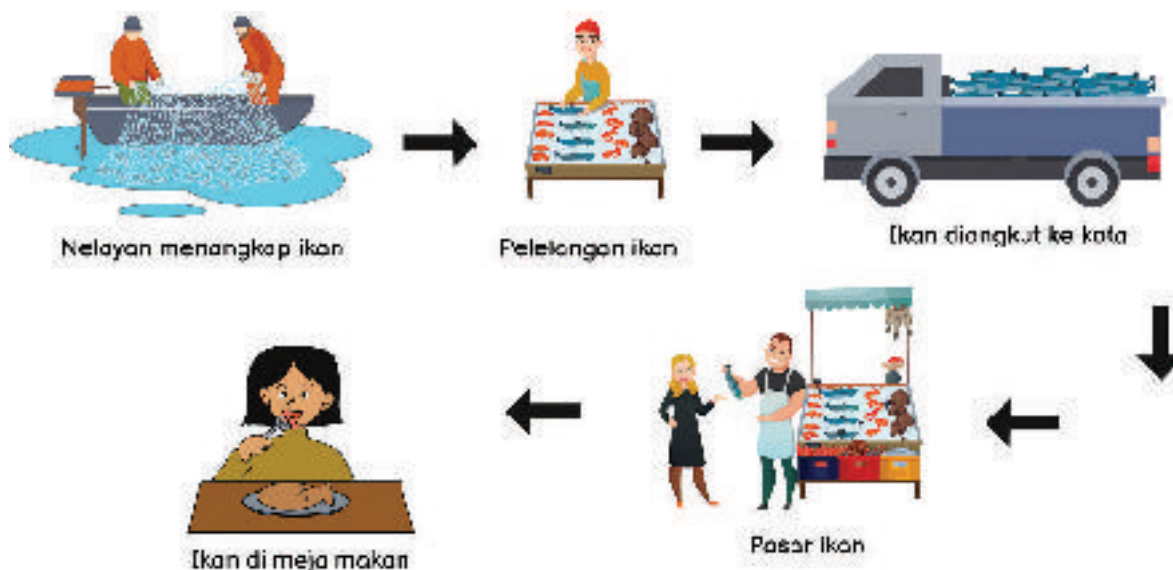 Nelayan menangkap ikan
Pelelangan ikan
Ikan diangkut ke kota
Pasar ikan
Ikan di meja makan